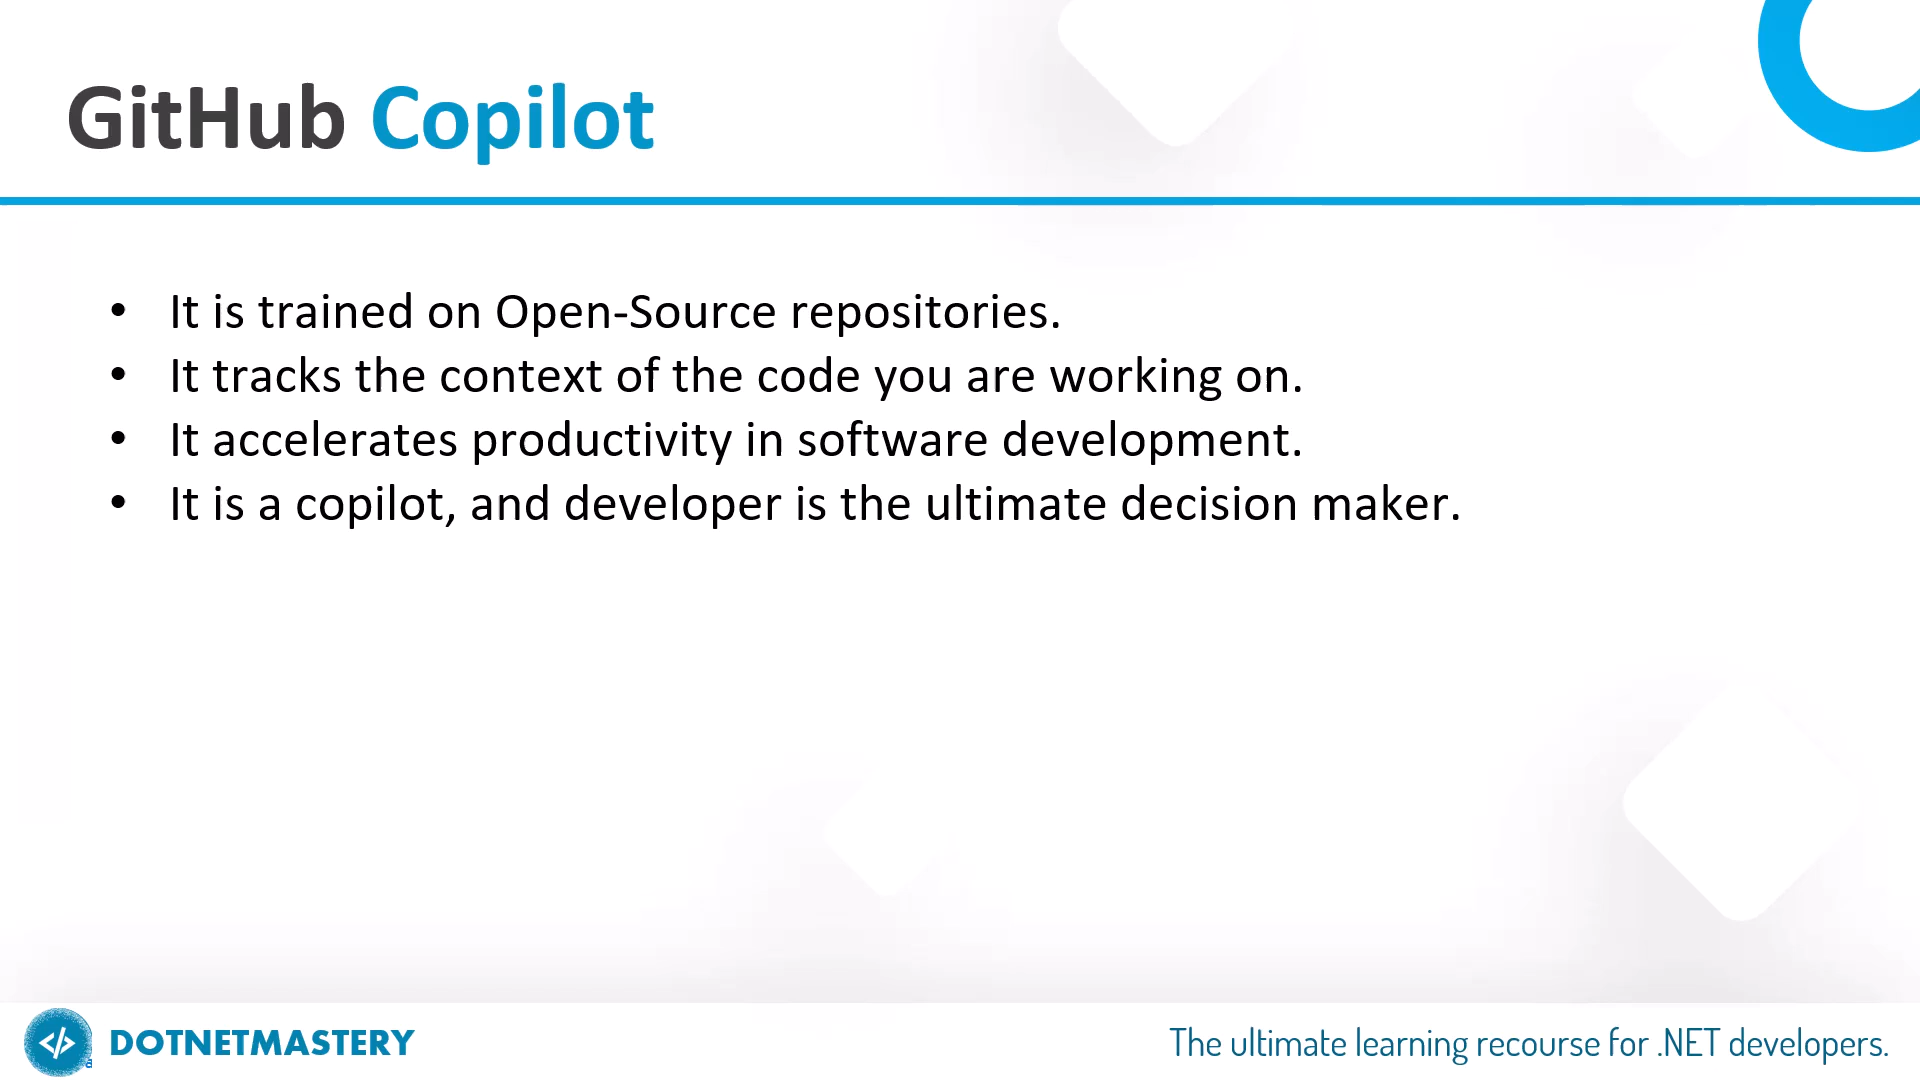 GitHub Copilot
• It is trained on Open-Source repositories.
• It tracks the context of the code you are working on.
• It accelerates productivity in software development.
• It is a copilot, and developer is the ultimate decision maker.
</> DOTNETMASTERY
The ultimate learning recourse for .NET developers.